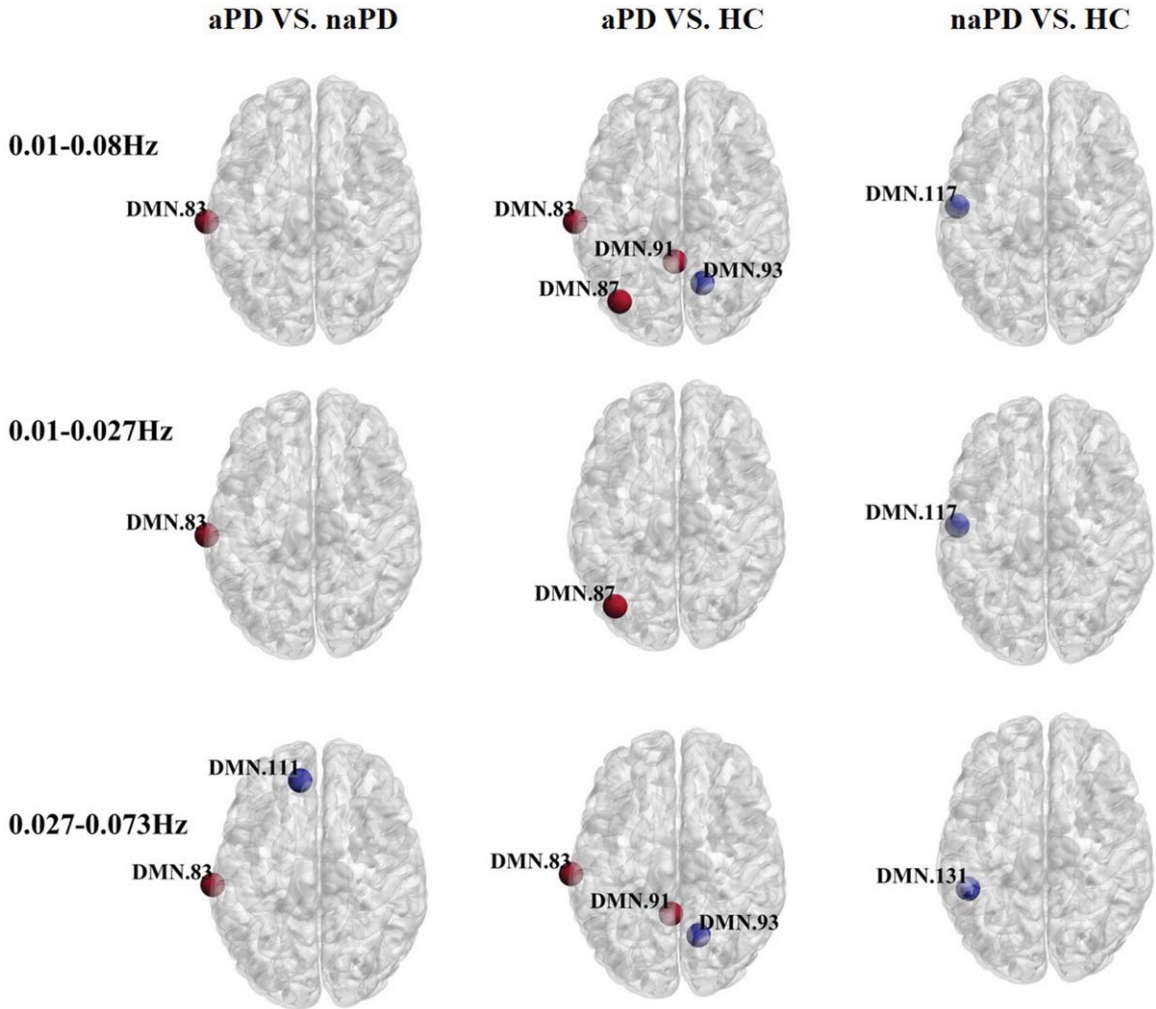 aPD VS. naPD
aPD VS. HC
naPD VS. HC
0.01-0.08Hz
DMN.83
DMN.83
DMN.91
DMN.93
DMN.87
DMN.117
0.01-0.027Hz
DMN.83
DMN.87
DMN.117
0.027-0.073Hz
DMN.111
DMN.83
DMN.83
DMN.91
DMN.93
DMN.131